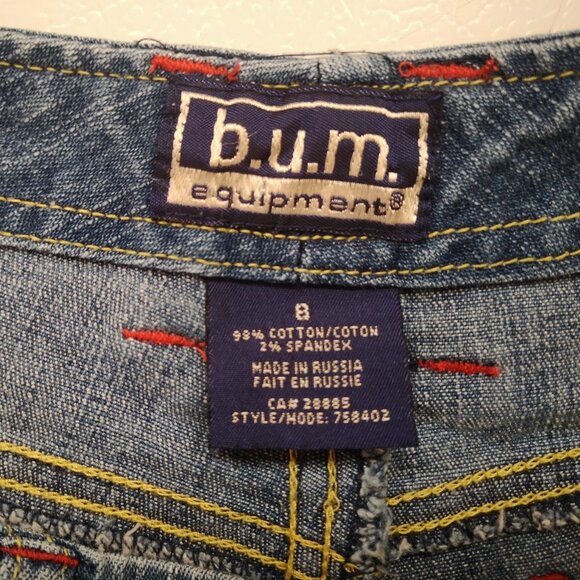 b.u.m.
equipment®
8
98% COTTON/COTON
2% SPANDEX
MADE IN RUSSIA
FAIT EN RUSSIE
CA# 28885
STYLE/MODE: 758402